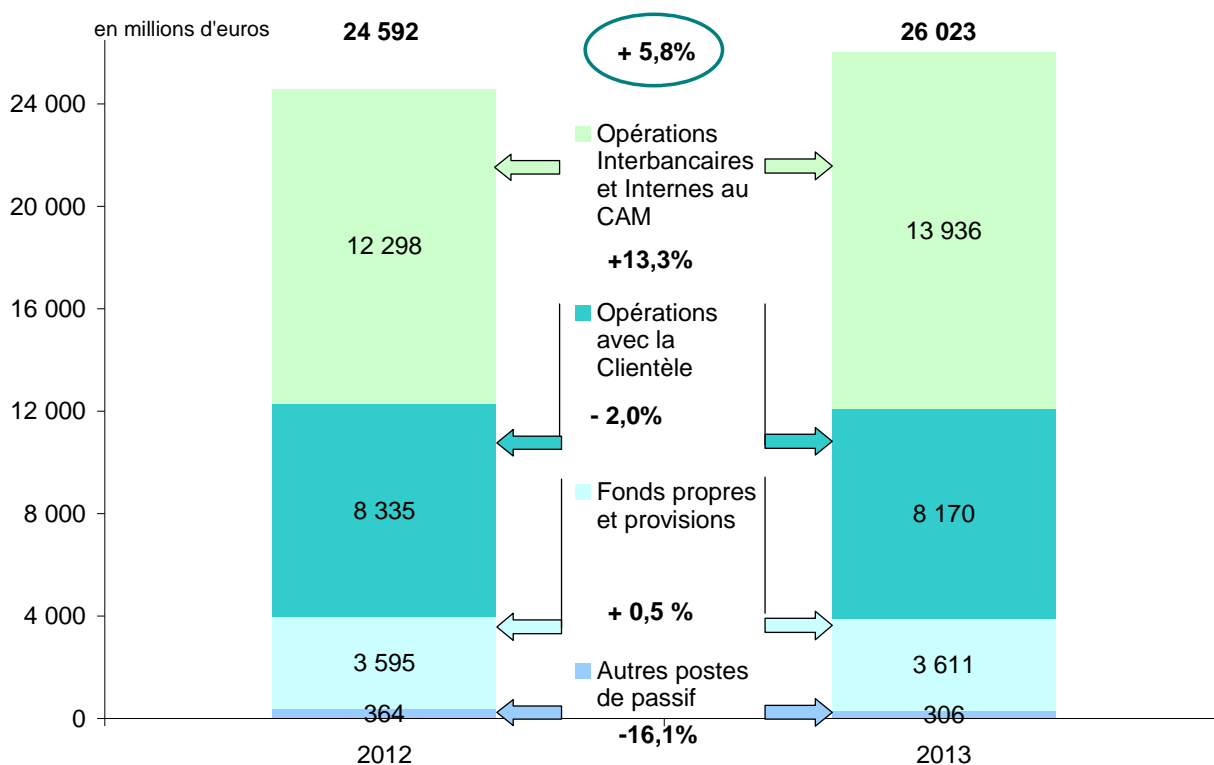 en millions d'euros
24 592
+ 5,8%
26 023
24 000
20 000
16 000
12 000
8 000
4 000
0
12 298
8 335
3 595
364
Opérations
Interbancaires
et Internes au
CAM
+13,3%
Opérations
avec la
Clientèle
- 2,0%
Fonds propres
et provisions
+ 0,5 %
Autres postes
de passif
-16,1%
13 936
8 170
3 611
306
2012
2013